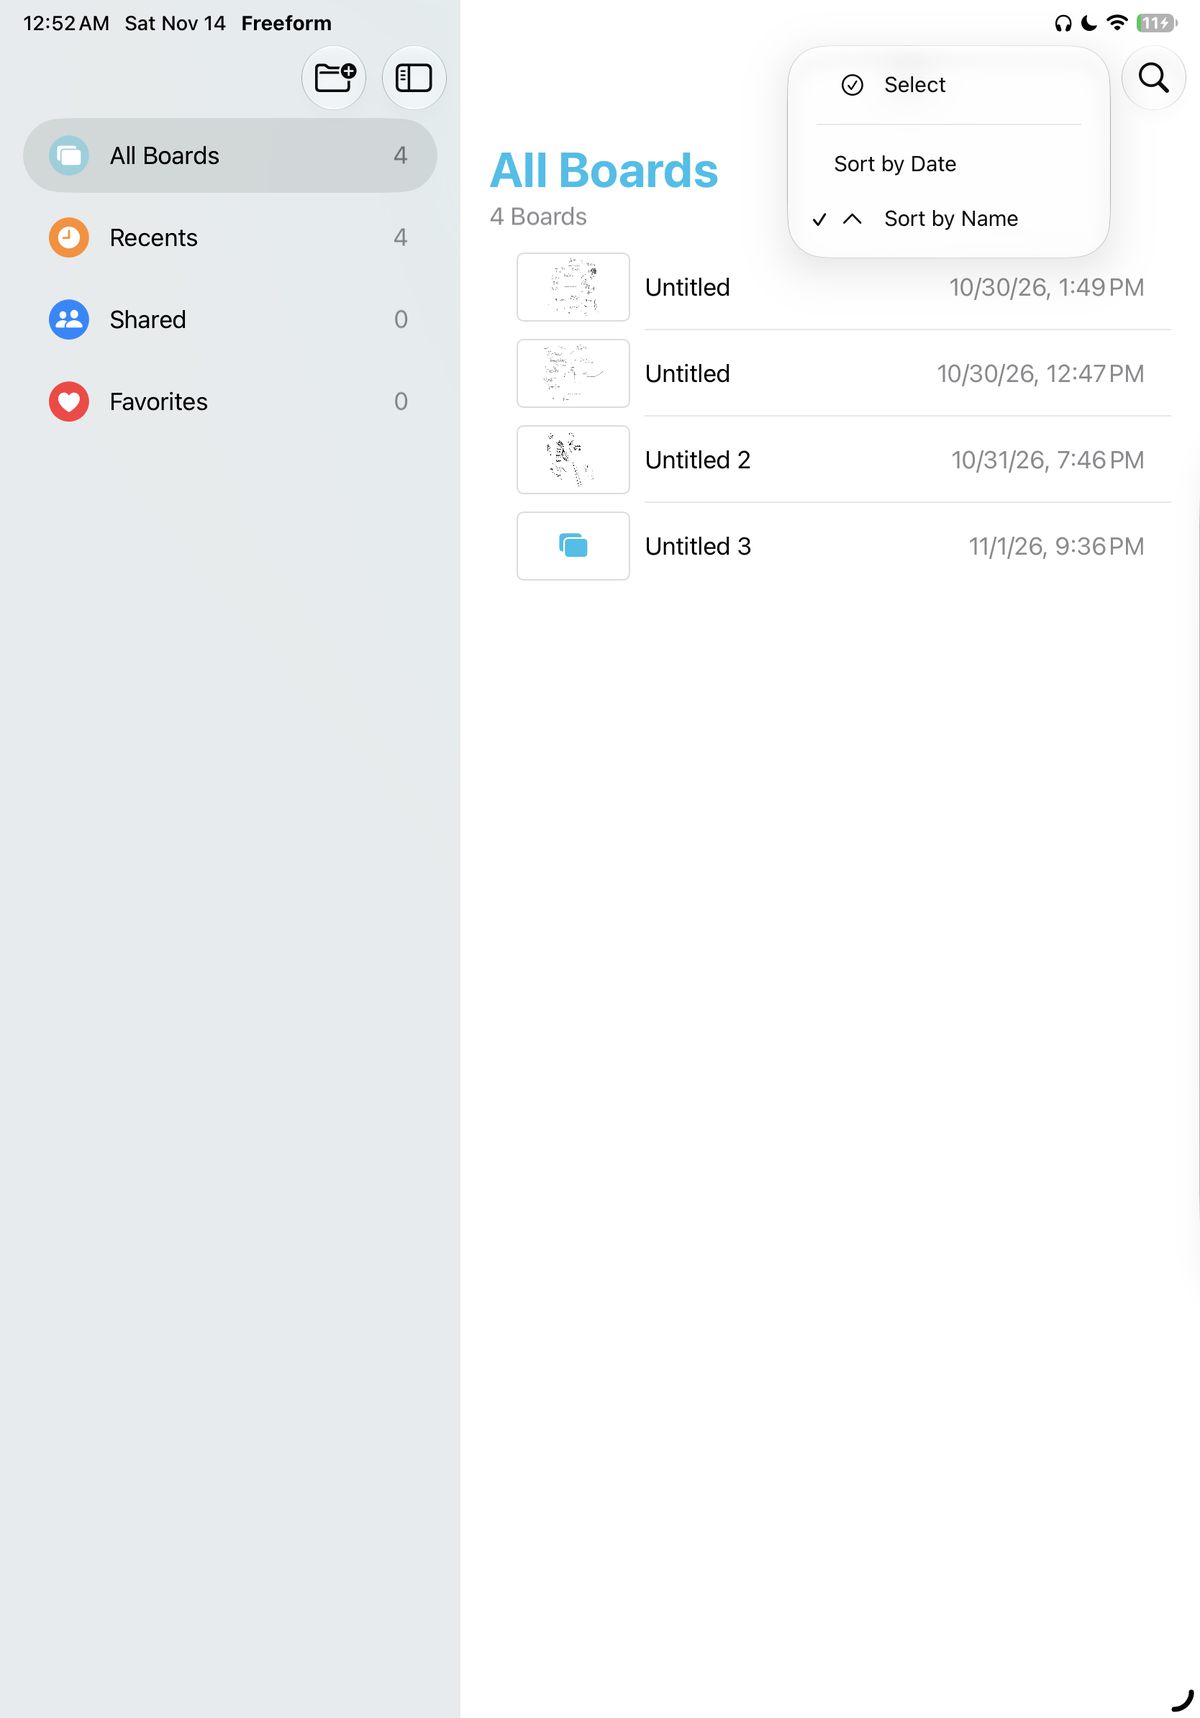 12:52 AM Sat Nov 14 Freeform
11
All Boards 4
Recents 4
Shared 0
Favorites 0
Select
Sort by Date
Sort by Name
All Boards
4 Boards
Untitled 10/30/26, 1:49 PM
Untitled 10/30/26, 12:47 PM
Untitled 2 10/31/26, 7:46 PM
Untitled 3 11/1/26, 9:36 PM